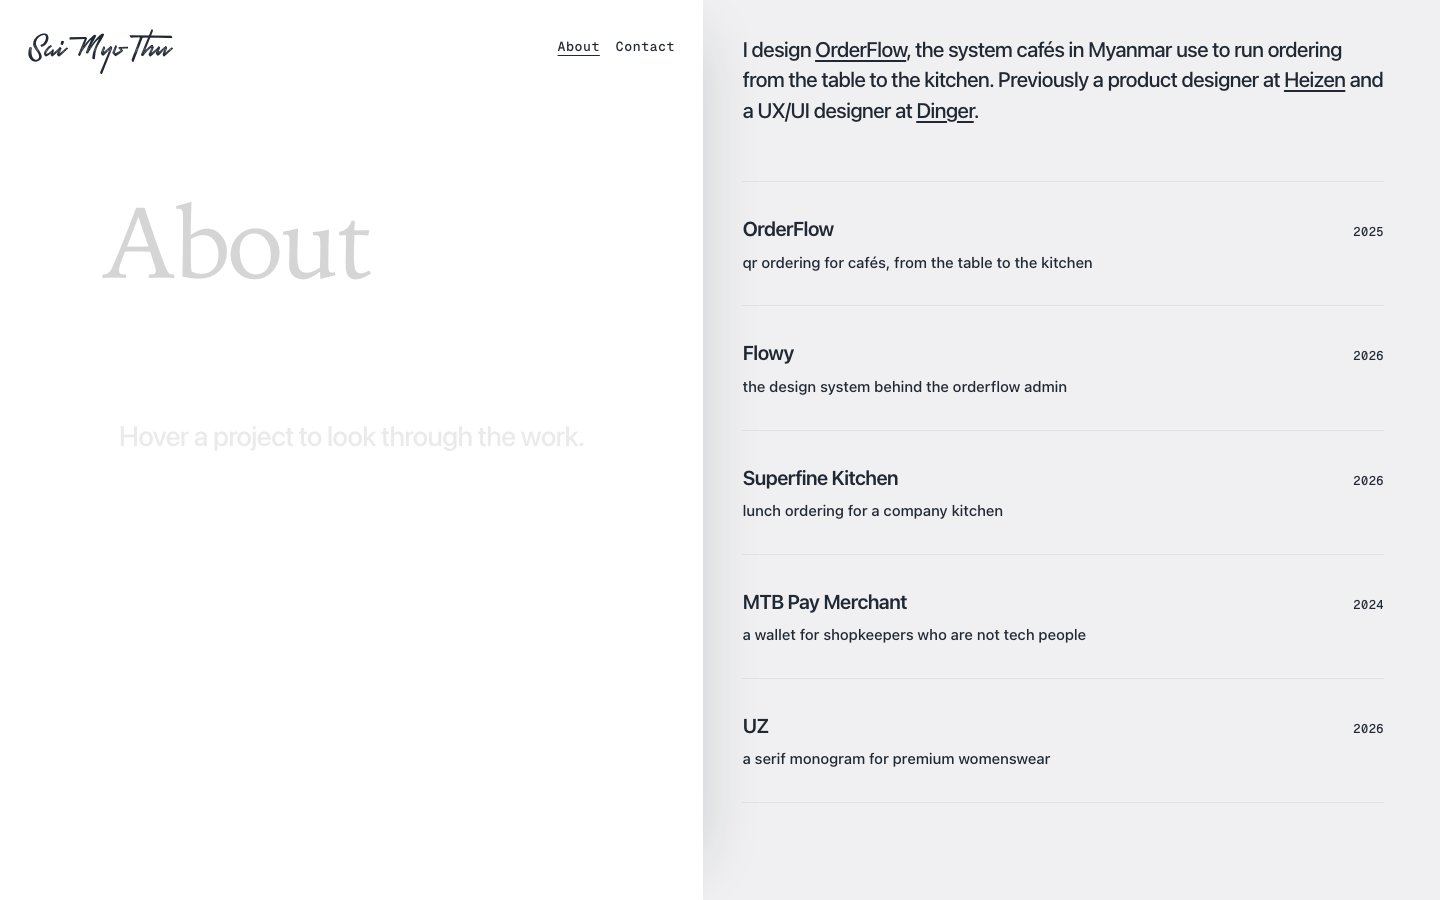 Sai Myo Thu
About
Contact
About
Hover a project to look through the work.
I design OrderFlow, the system cafés in Myanmar use to run ordering
from the table to the kitchen. Previously a product designer at Heizen and
a UX/UI designer at Dinger.
OrderFlow
2025
qr ordering for cafés, from the table to the kitchen
Flowy
2026
the design system behind the orderflow admin
Superfine Kitchen
2026
lunch ordering for a company kitchen
MTB Pay Merchant
2024
a wallet for shopkeepers who are not tech people
UZ
2026
a serif monogram for premium womenswear